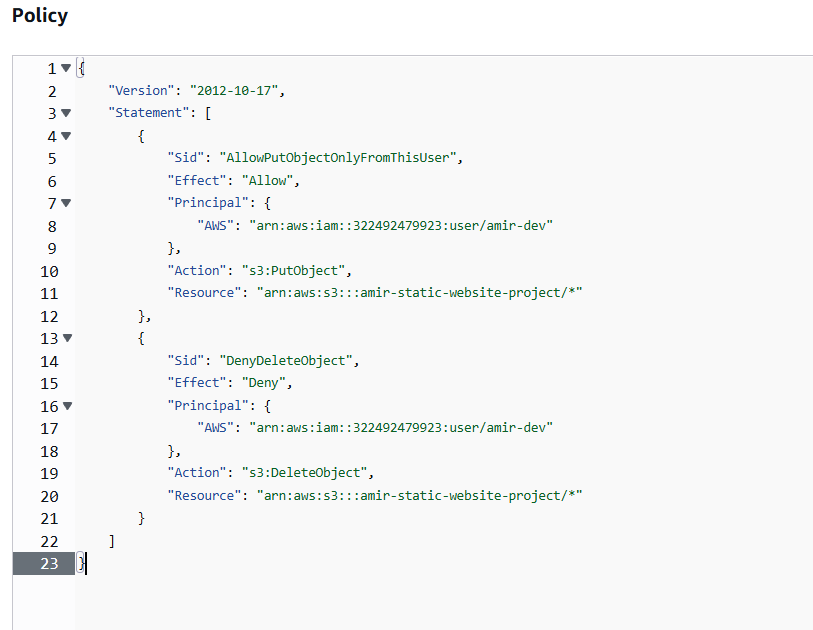 Policy
1 {
2 "Version": "2012-10-17",
3 "Statement": [
4 {
5 "Sid": "AllowPutObjectOnlyFromThisUser",
6 "Effect": "Allow",
7 "Principal": {
8 "AWS": "arn:aws:iam::322492479923:user/amir-dev"
9 },
10 "Action": "s3:PutObject",
11 "Resource": "arn:aws:s3:::amir-static-website-project/*"
12 },
13 {
14 "Sid": "DenyDeleteObject",
15 "Effect": "Deny",
16 "Principal": {
17 "AWS": "arn:aws:iam::322492479923:user/amir-dev"
18 },
19 "Action": "s3:DeleteObject",
20 "Resource": "arn:aws:s3:::amir-static-website-project/*"
21 }
22 ]
23 }